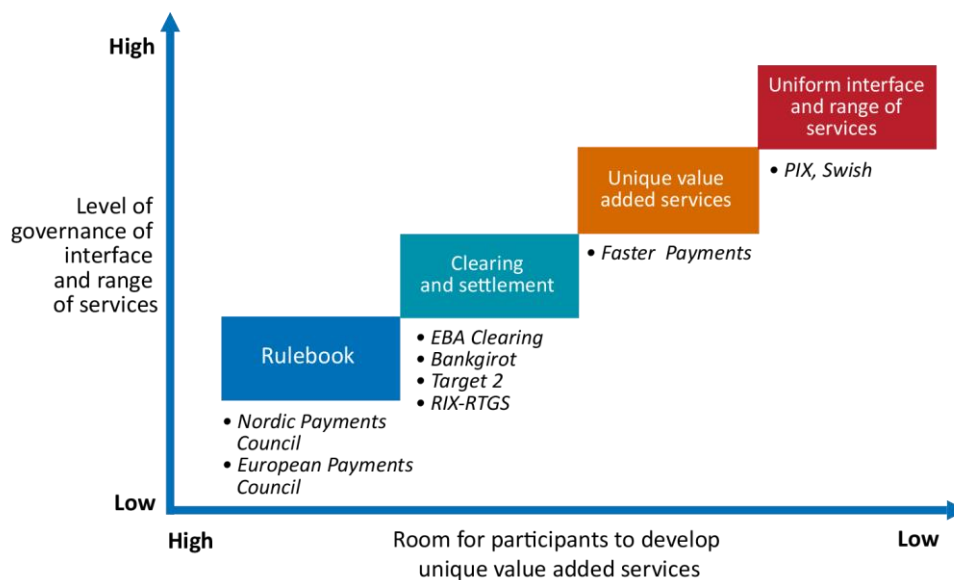 High
Uniform interface
and range of
services
• PIX, Swish
Unique value
added services
• Faster Payments
Level of
governance of
interface
and range
of services
Clearing
and settlement
• EBA Clearing
• Bankgirot
• Target 2
• RIX-RTGS
Rulebook
• Nordic Payments
Council
• European Payments
Council
Low
High
Room for participants to develop
unique value added services
Low